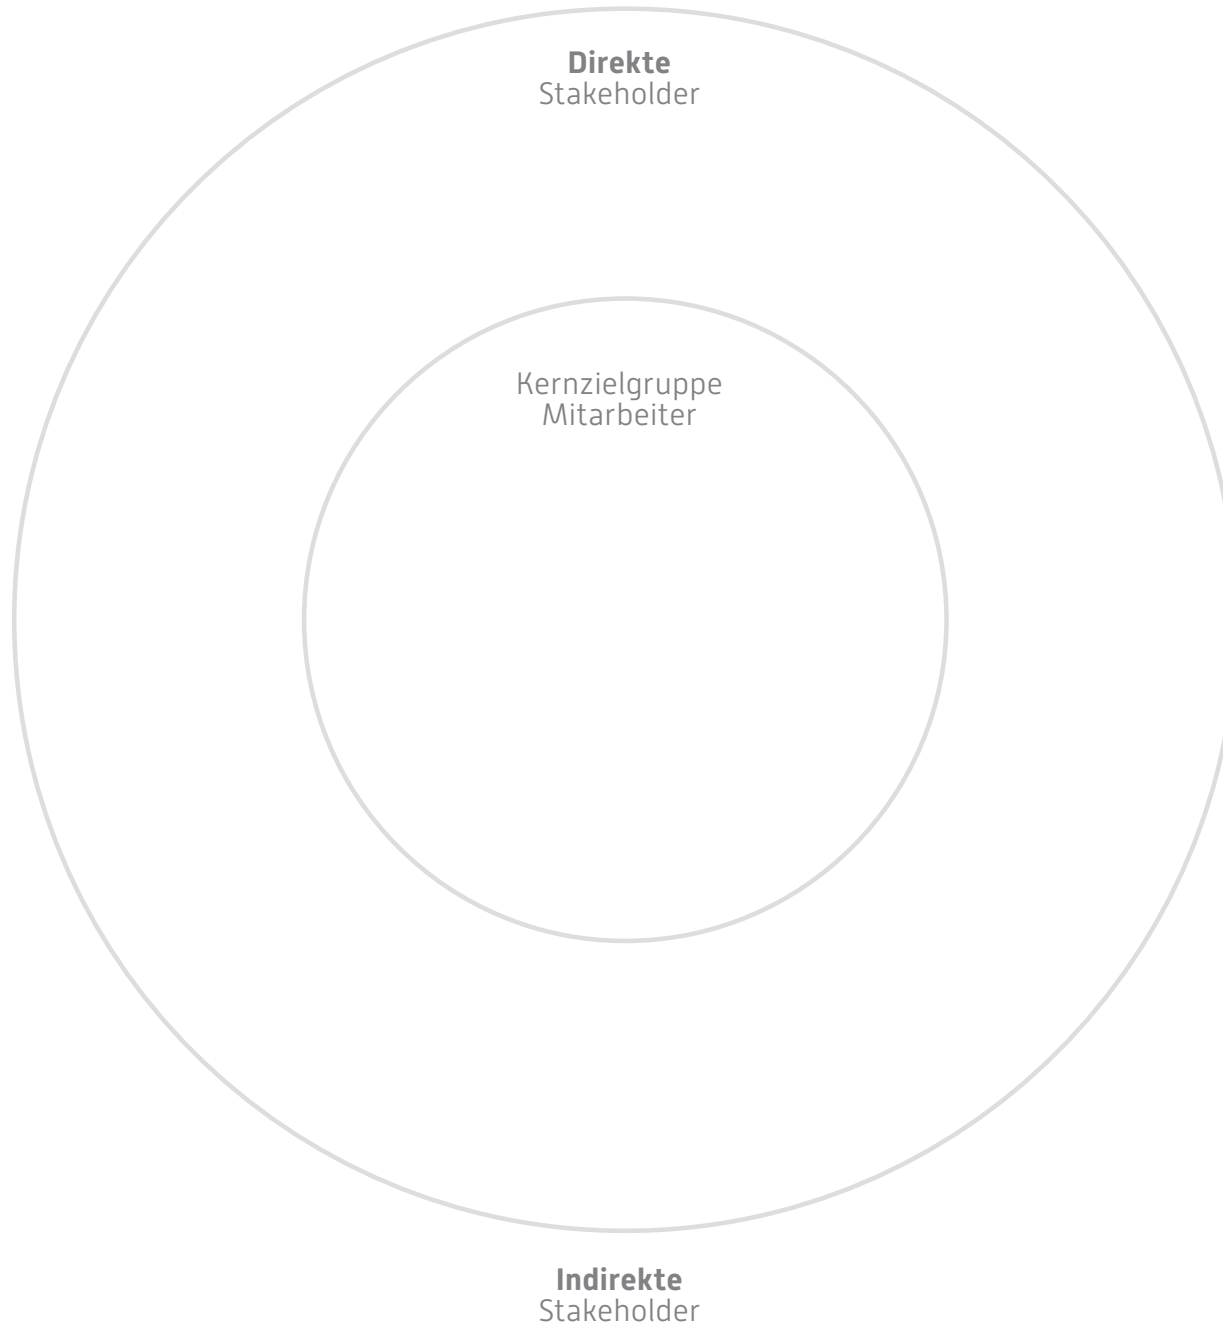 Direkte
Stakeholder
Kernzielgruppe
Mitarbeiter
Indirekte
Stakeholder